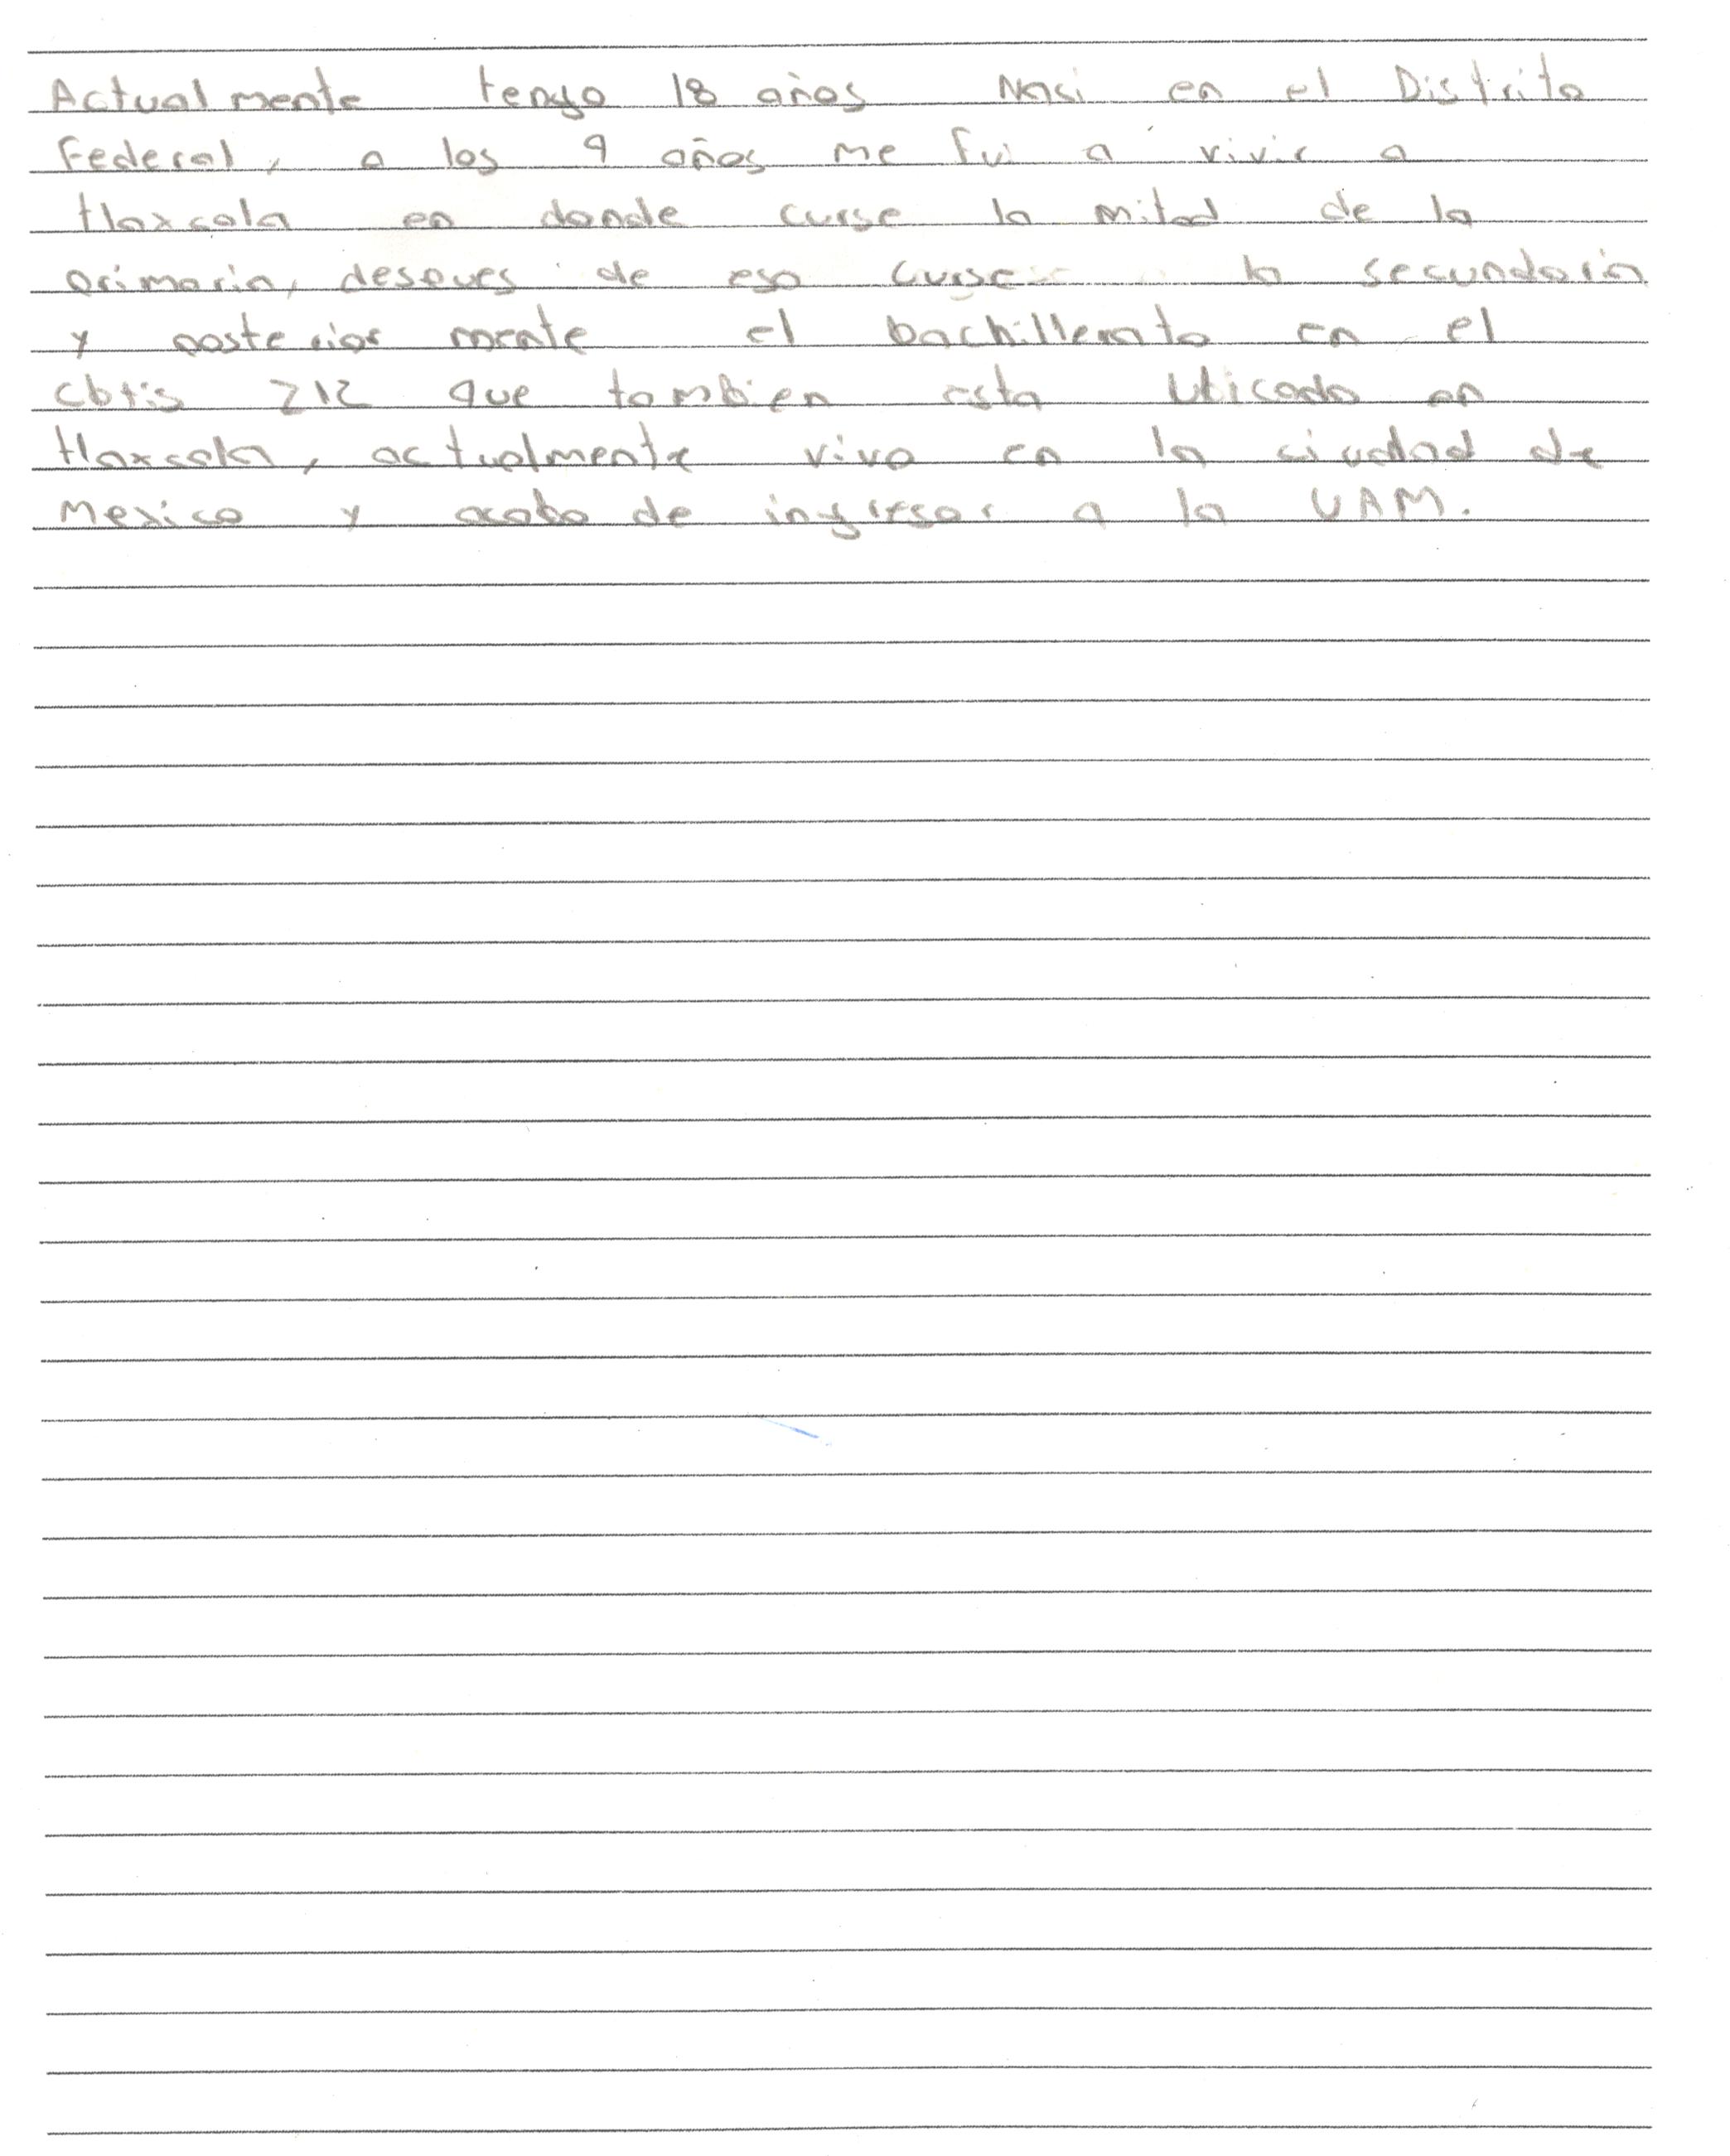 Actualmente tengo 18 años Nasi en el Distrito
Federal, a los 9 años me fui a vivir a
tlaxcala en donde curse la mitad de la
primaria, despues de eso curse la secundaria
y posterior mente el bachillerato en el
cbtis 212 que tambien esta Ubicado en
tlaxcala, actualmente vivo en la ciudad de
Mexico y acabo de ingresar a la UAM.